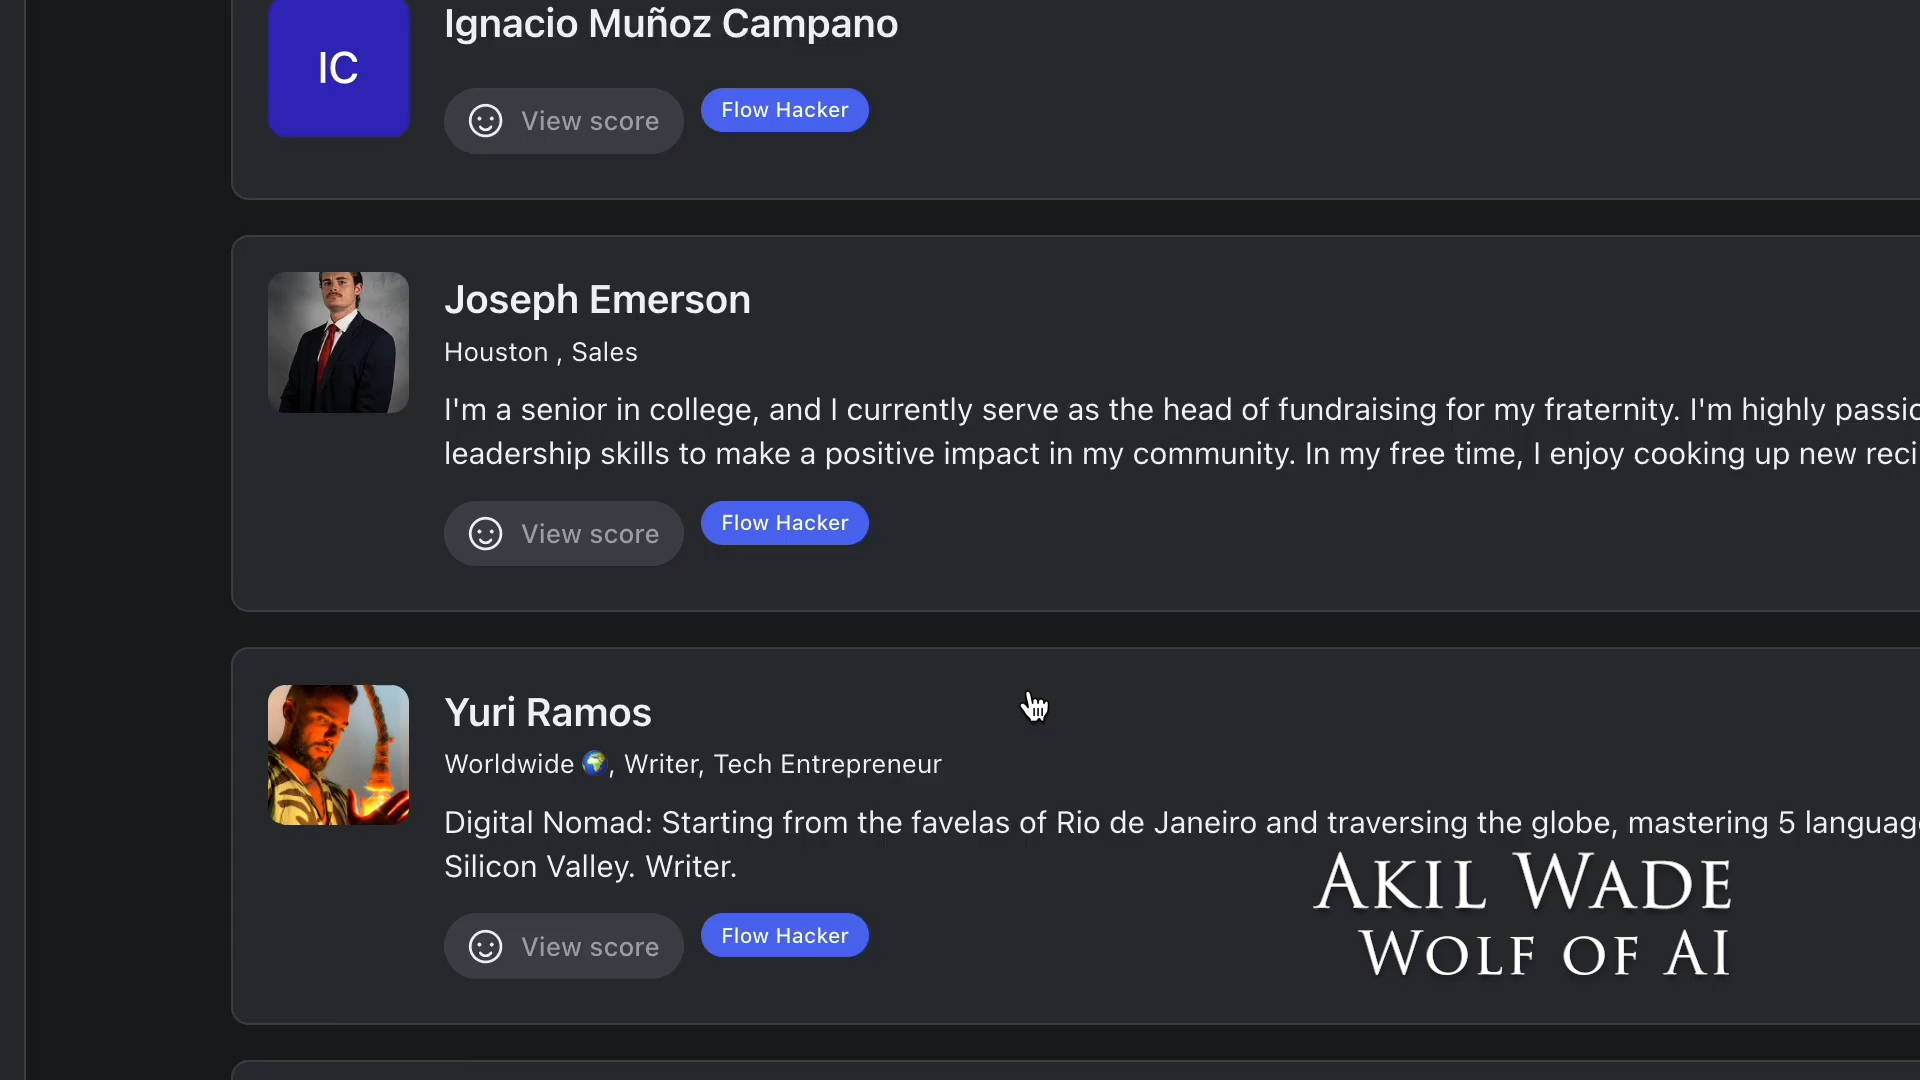 Ignacio Muñoz Campano
IC
View score
Flow Hacker
Joseph Emerson
Houston , Sales
I'm a senior in college, and I currently serve as the head of fundraising for my fraternity. I'm highly
leadership skills to make a positive impact in my community. In my free time, I enjoy cooking up new
View score
Flow Hacker
Yuri Ramos
Worldwide 🌍, Writer, Tech Entrepreneur
Digital Nomad: Starting from the favelas of Rio de Janeiro and traversing the globe, mastering 5
Silicon Valley. Writer.
View score
Flow Hacker
AKIL WADE
WOLF OF AI